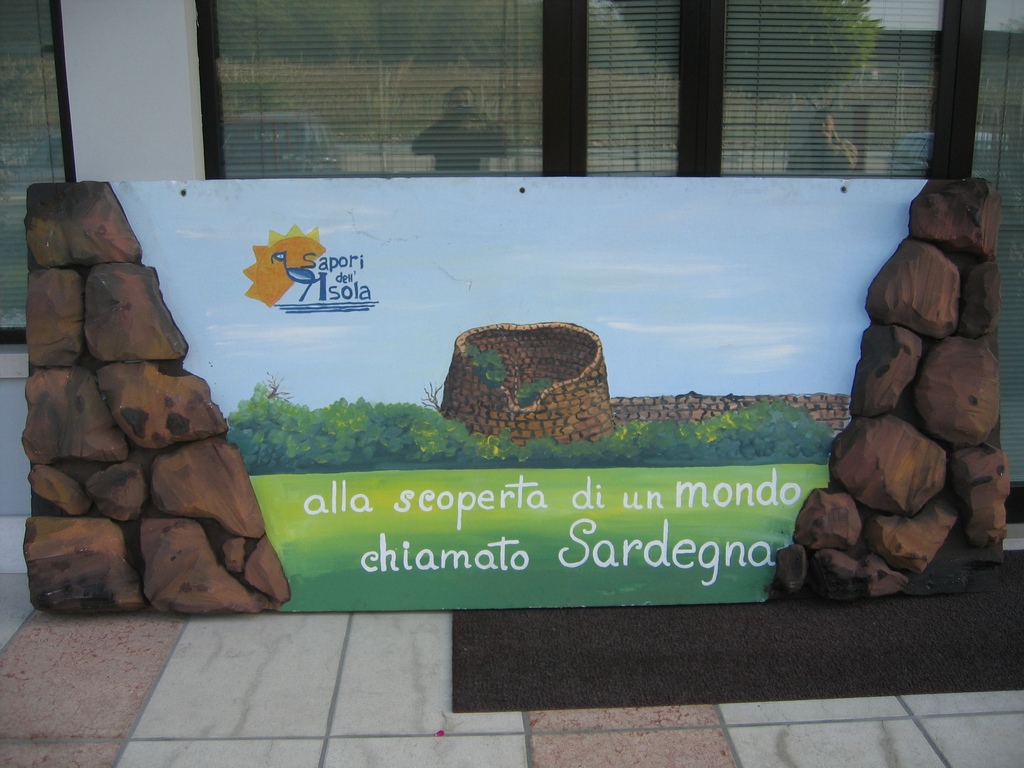 Sapori
dell'
Isola
alla scoperta di un mondo
chiamato Sardegna